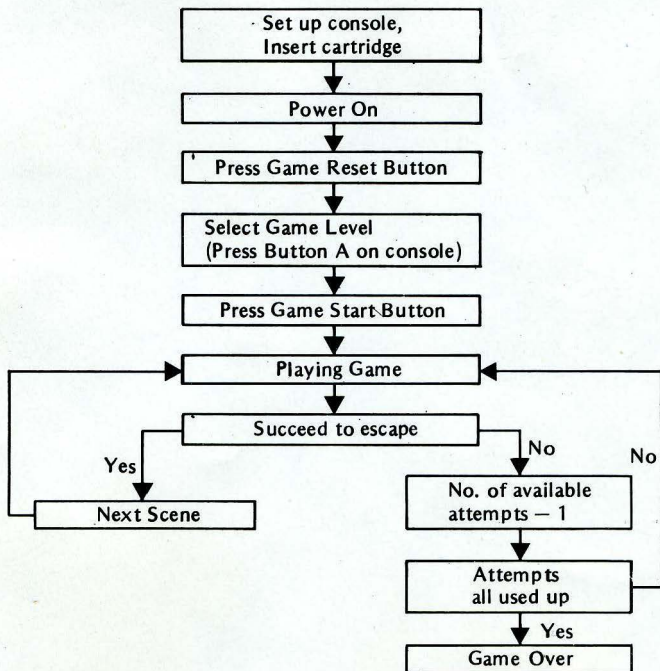 Set up console,
Insert cartridge
Power On
Press Game Reset Button
Select Game Level
(Press Button A on console)
Press Game Start Button
Playing Game
Succeed to escape
Yes
No
No
Next Scene
No. of available
attempts – 1
Attempts
all used up
Yes
Game Over